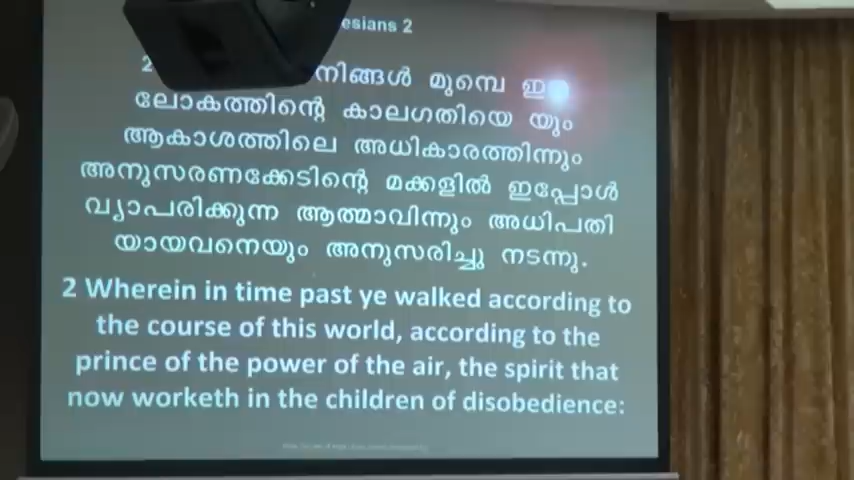 esians 2
2 നിങ്ങൾ മുമ്പെ ഈ
ലോകത്തിന്റെ കാലഗതിയെ യും
ആകാശത്തിലെ അധികാരത്തിന്നും
അനുസരണക്കേടിന്റെ മക്കളിൽ ഇപ്പോൾ
വ്യാപരിക്കുന്ന ആത്മാവിന്നും അധിപതി
യായവനെയും അനുസരിച്ചു നടന്നു.
2 Wherein in time past ye walked according to
the course of this world, according to the
prince of the power of the air, the spirit that
now worketh in the children of disobedience: